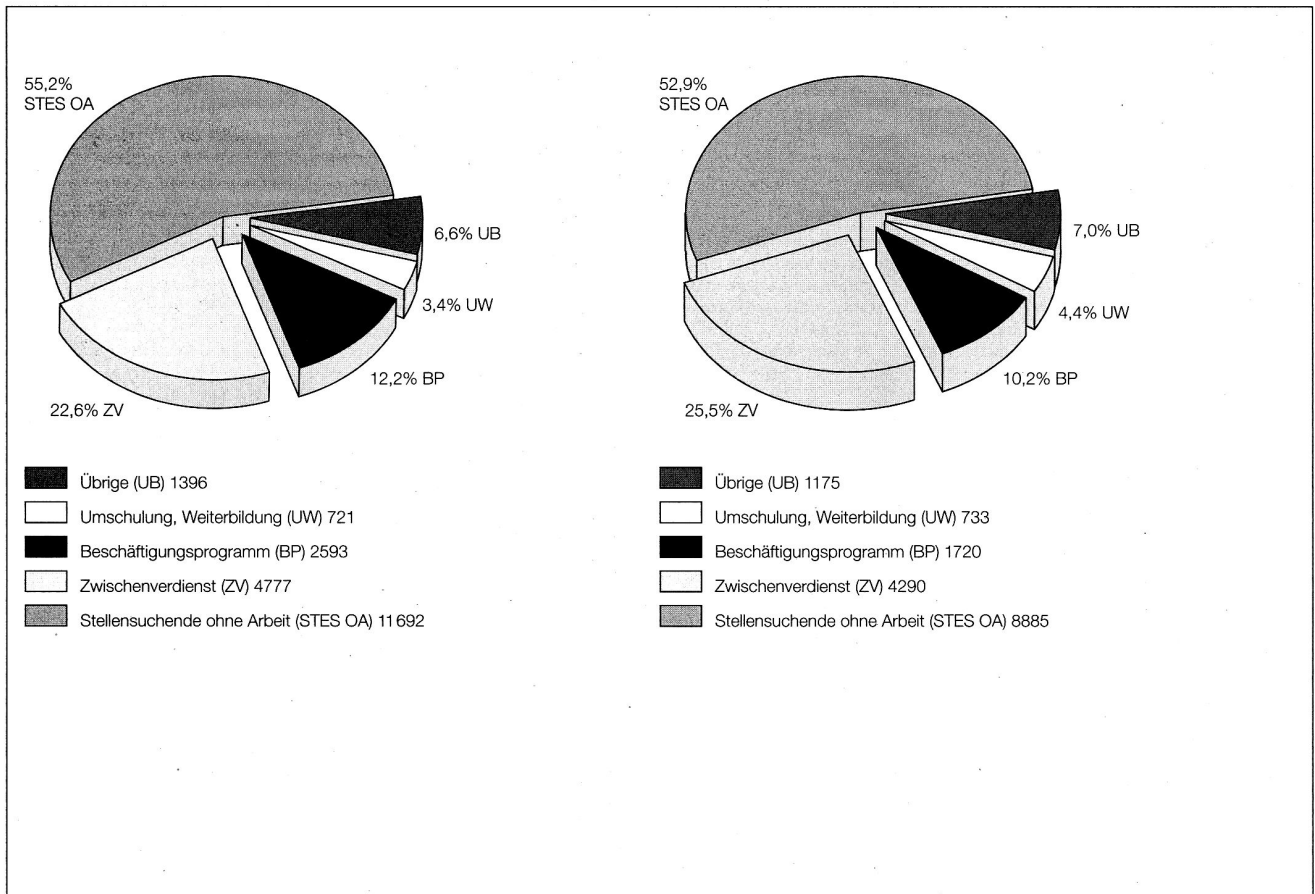 55,2%
STES OA
6,6% UB
3,4% UW
12,2% BP
22,6% ZV
Übrige (UB) 1396
Umschulung, Weiterbildung (UW) 721
Beschäftigungsprogramm (BP) 2593
Zwischenverdienst (ZV) 4777
Stellensuchende ohne Arbeit (STES OA) 11 692
52,9%
STES OA
7,0% UB
4,4% UW
10,2% BP
25,5% ZV
Übrige (UB) 1175
Umschulung, Weiterbildung (UW) 733
Beschäftigungsprogramm (BP) 1720
Zwischenverdienst (ZV) 4290
Stellensuchende ohne Arbeit (STES OA) 8885